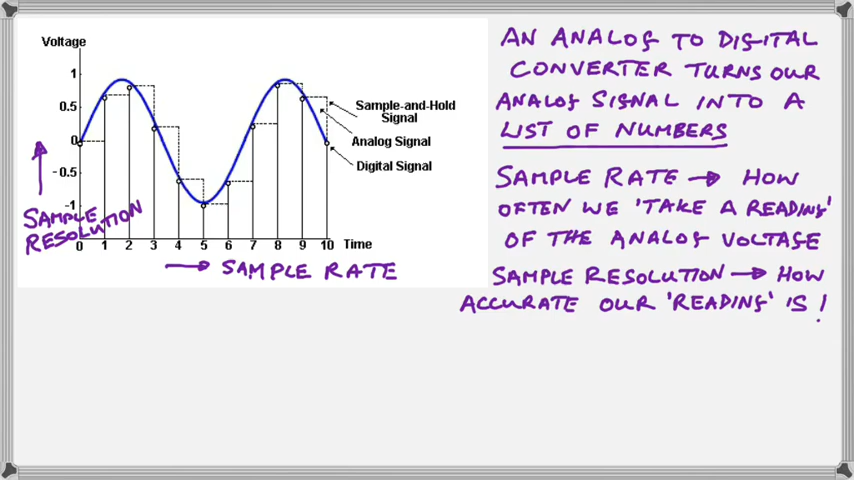 Voltage
1
0.5
0
-0.5
-1
0 1 2 3 4 5 6 7 8 9 10 Time
Sample-and-Hold
Signal
Analog Signal
Digital Signal
SAMPLE
RESOLUTION
→ SAMPLE RATE
AN ANALOG TO DIGITAL
CONVERTER TURNS OUR
ANALOG SIGNAL INTO A
LIST OF NUMBERS
SAMPLE RATE → HOW
OFTEN WE 'TAKE A READING'
OF THE ANALOG VOLTAGE
SAMPLE RESOLUTION → HOW
ACCURATE OUR 'READING' IS!